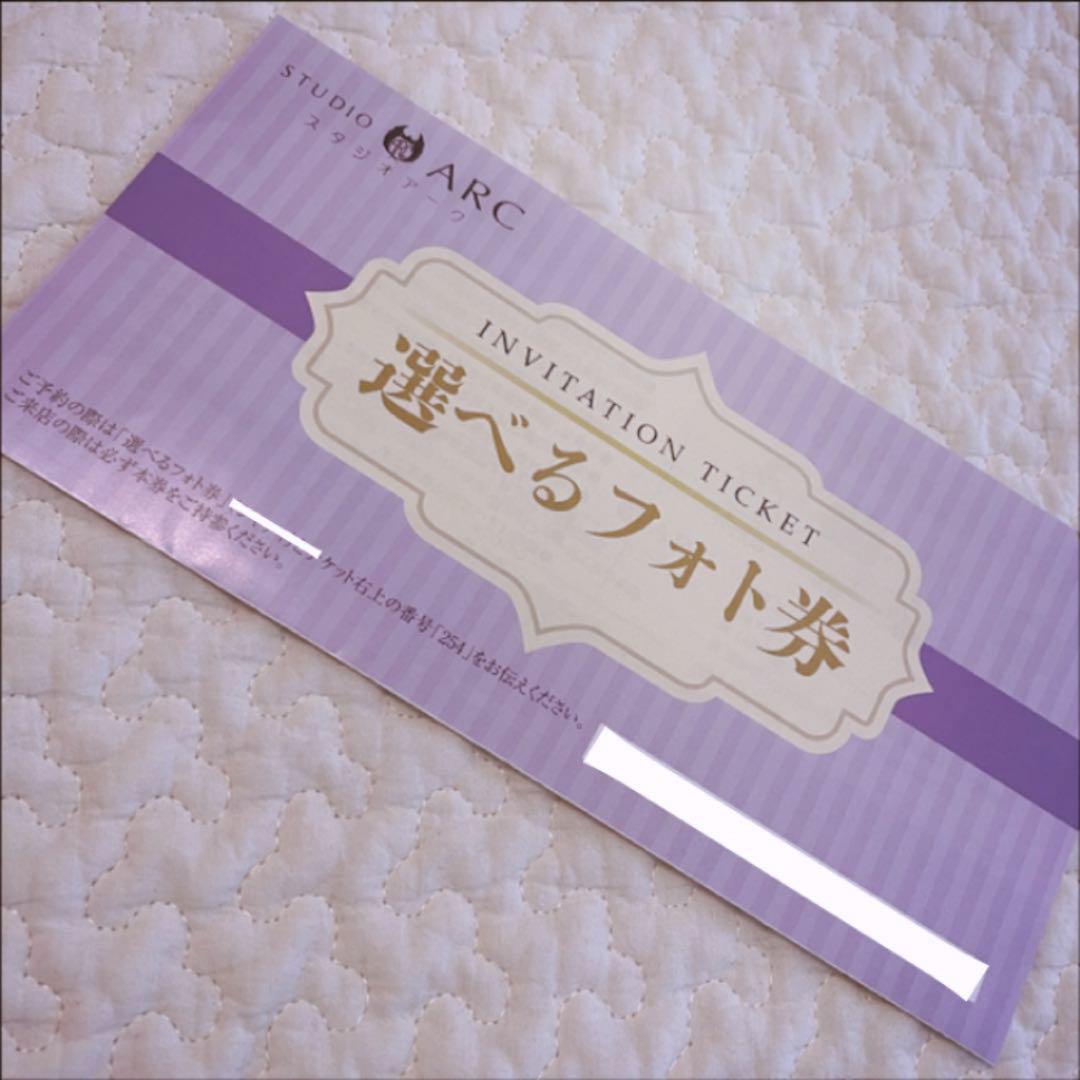 STUDIO ARC
スタジオアーク
INVITATION TICKET
選べるフォト券
ご予約の際は「選べるフォト券」 ケット右上の番号「254」をお伝えください。
ご来店の際は必ず本券をご持参ください。